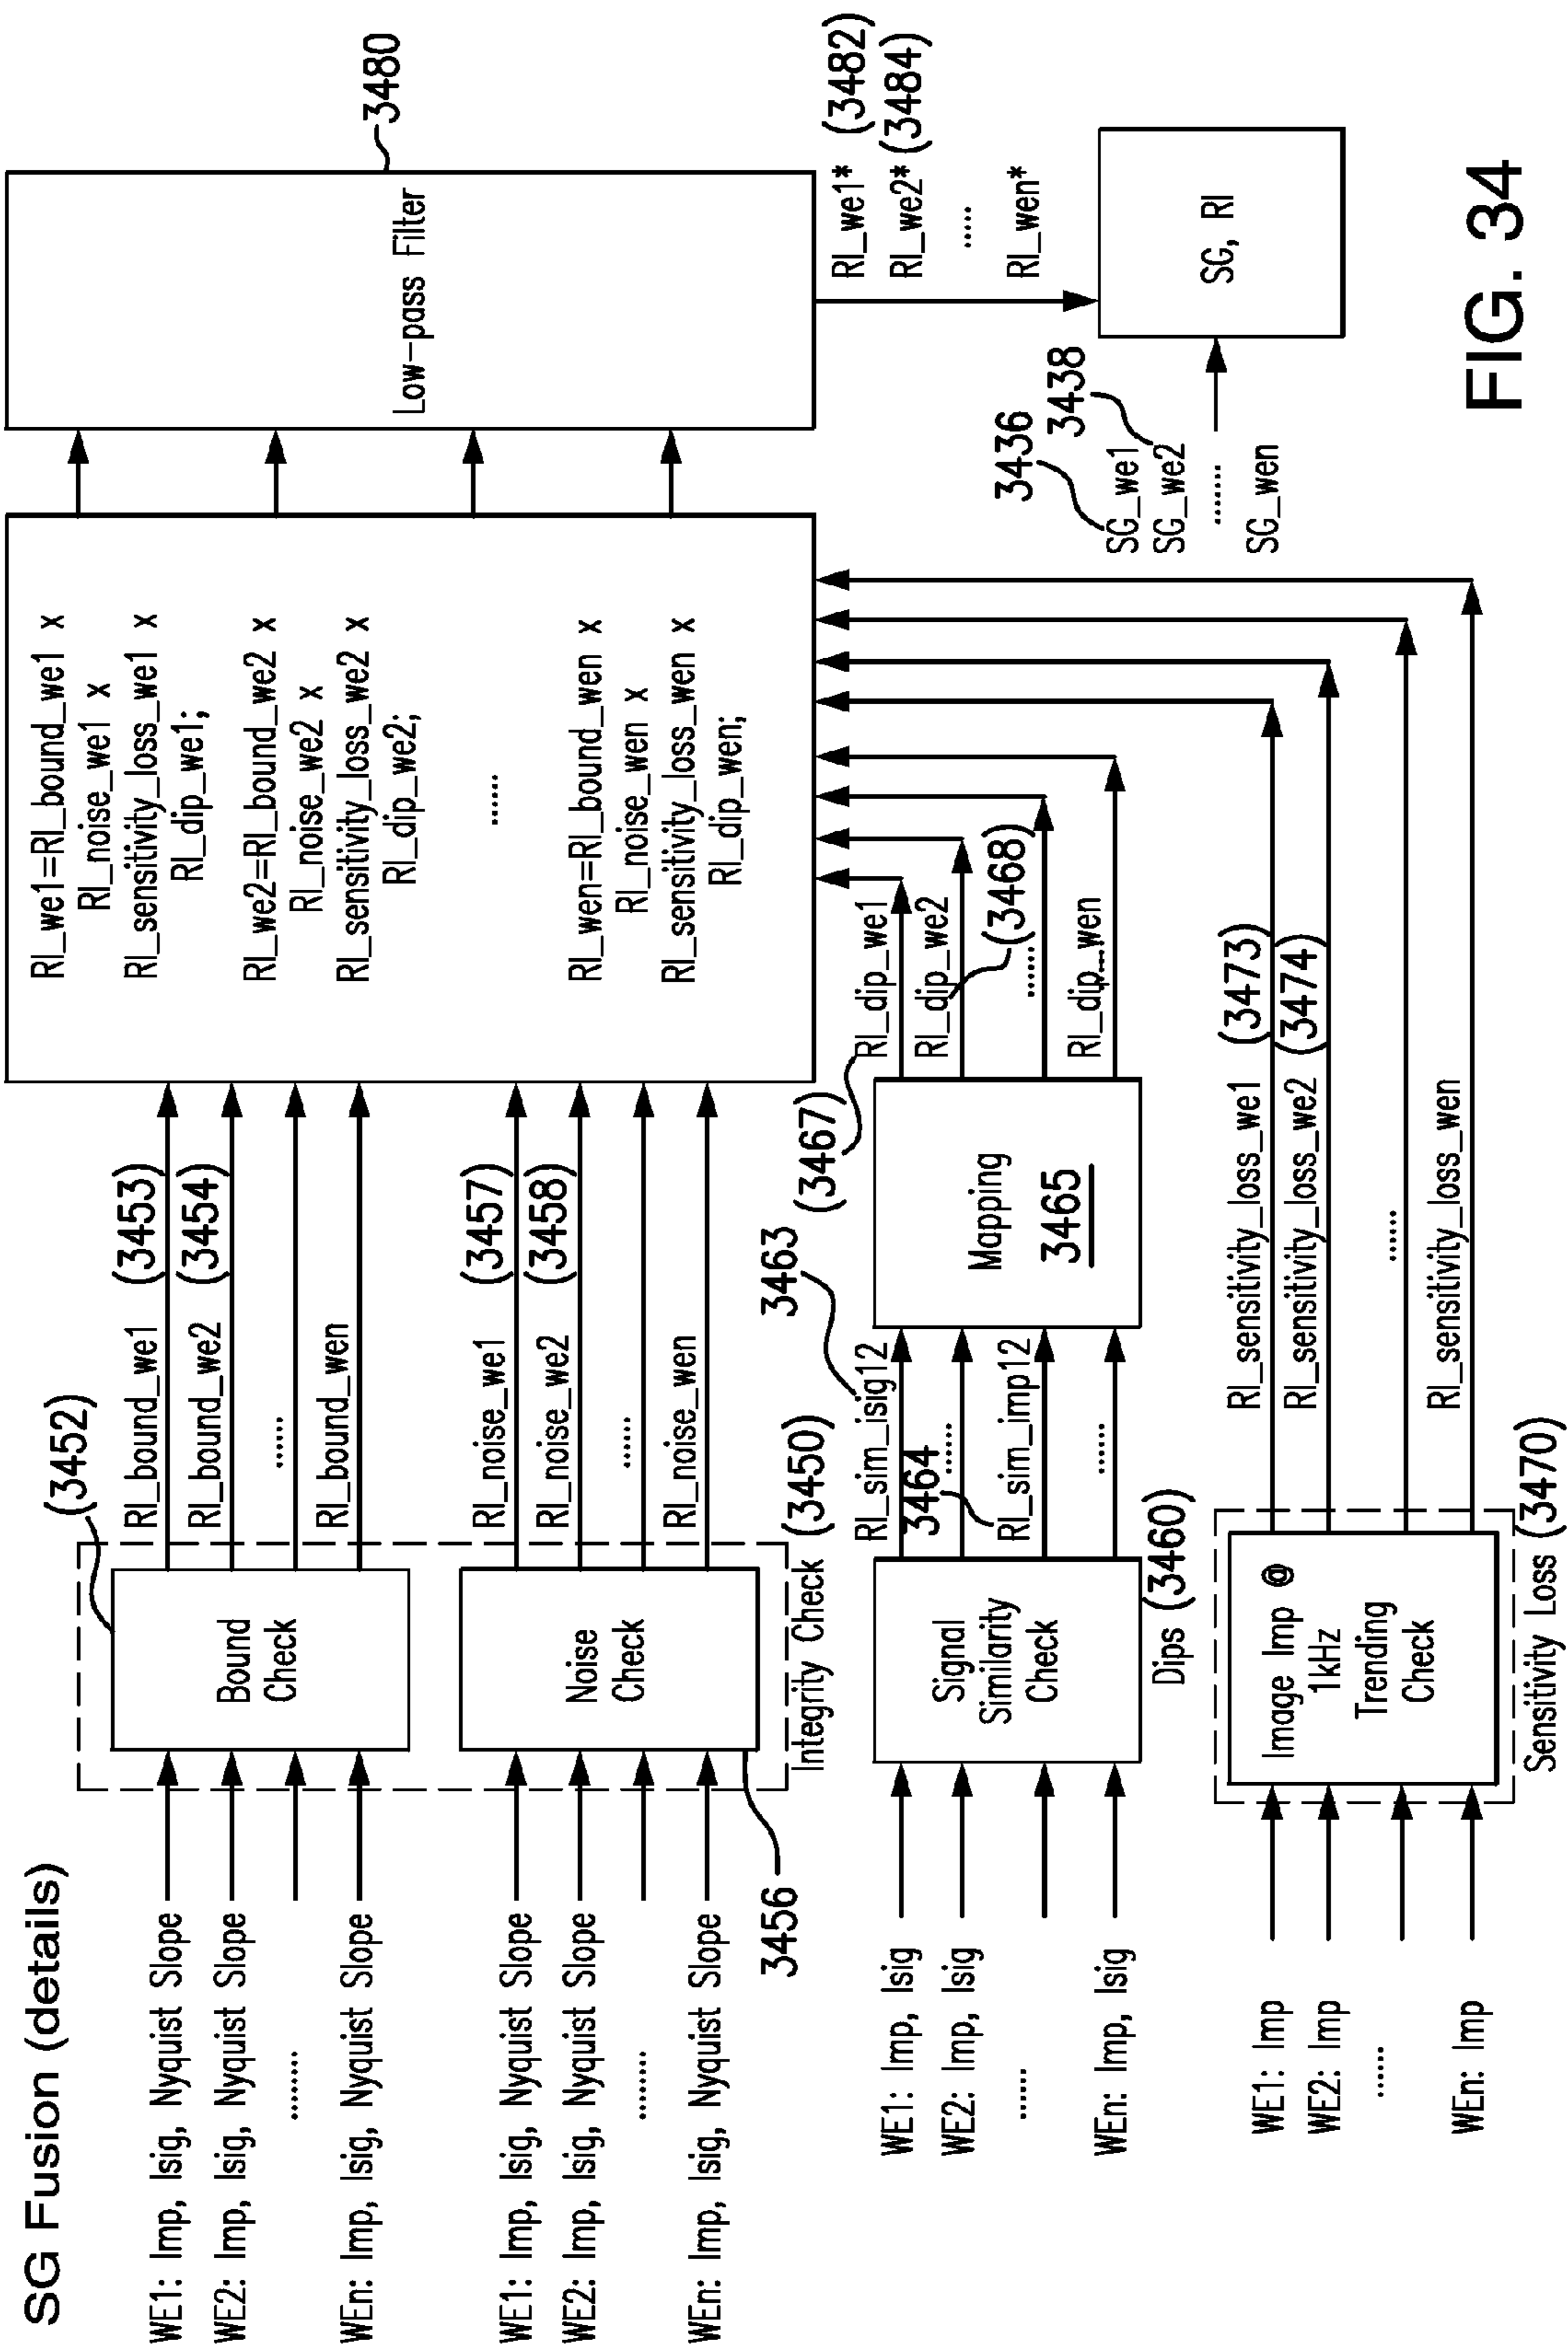 SG Fusion (details)
WE1: Imp, Isig, Nyquist Slope
WE2: Imp, Isig, Nyquist Slope
........
WEn: Imp, Isig, Nyquist Slope
(3452)
Bound
Check
RI_bound_we1 (3453)
RI_bound_we2 (3454)
......
RI_bound_wen
WE1: Imp, Isig, Nyquist Slope
WE2: Imp, Isig, Nyquist Slope
........
WEn: Imp, Isig, Nyquist Slope
3456
Noise
Check
Integrity Check (3450)
RI_noise_we1 (3457)
RI_noise_we2 (3458)
......
RI_noise_wen
WE1: Imp, Isig
WE2: Imp, Isig
......
WEn: Imp, Isig
Signal
Similarity
Check
Dips (3460)
RI_sim_isig12
3463
......
3464
RI_sim_imp12
......
Mapping
3465
(3467)
RI_dip_we1
RI_dip_we2
(3468)
......
RI_dip_wen
....
WE1: Imp
WE2: Imp
......
WEn: Imp
Image Imp @
1kHz
Trending
Check
Sensitivity Loss (3470)
RI_sensitivity_loss_we1 (3473)
RI_sensitivity_loss_we2 (3474)
......
RI_sensitivity_loss_wen
RI_we1=RI_bound_we1 x
RI_noise_we1 x
RI_sensitivity_loss_we1 x
RI_dip_we1;
RI_we2=RI_bound_we2 x
RI_noise_we2 x
RI_sensitivity_loss_we2 x
RI_dip_we2;
......
RI_wen=RI_bound_wen x
RI_noise_wen x
RI_sensitivity_loss_wen x
RI_dip_wen;
Low-pass Filter
3480
RI_we1* (3482)
RI_we2* (3484)
.....
RI_wen*
3436
3438
SG_we1
SG_we2
.......
SG_wen
SG, RI
FIG. 34